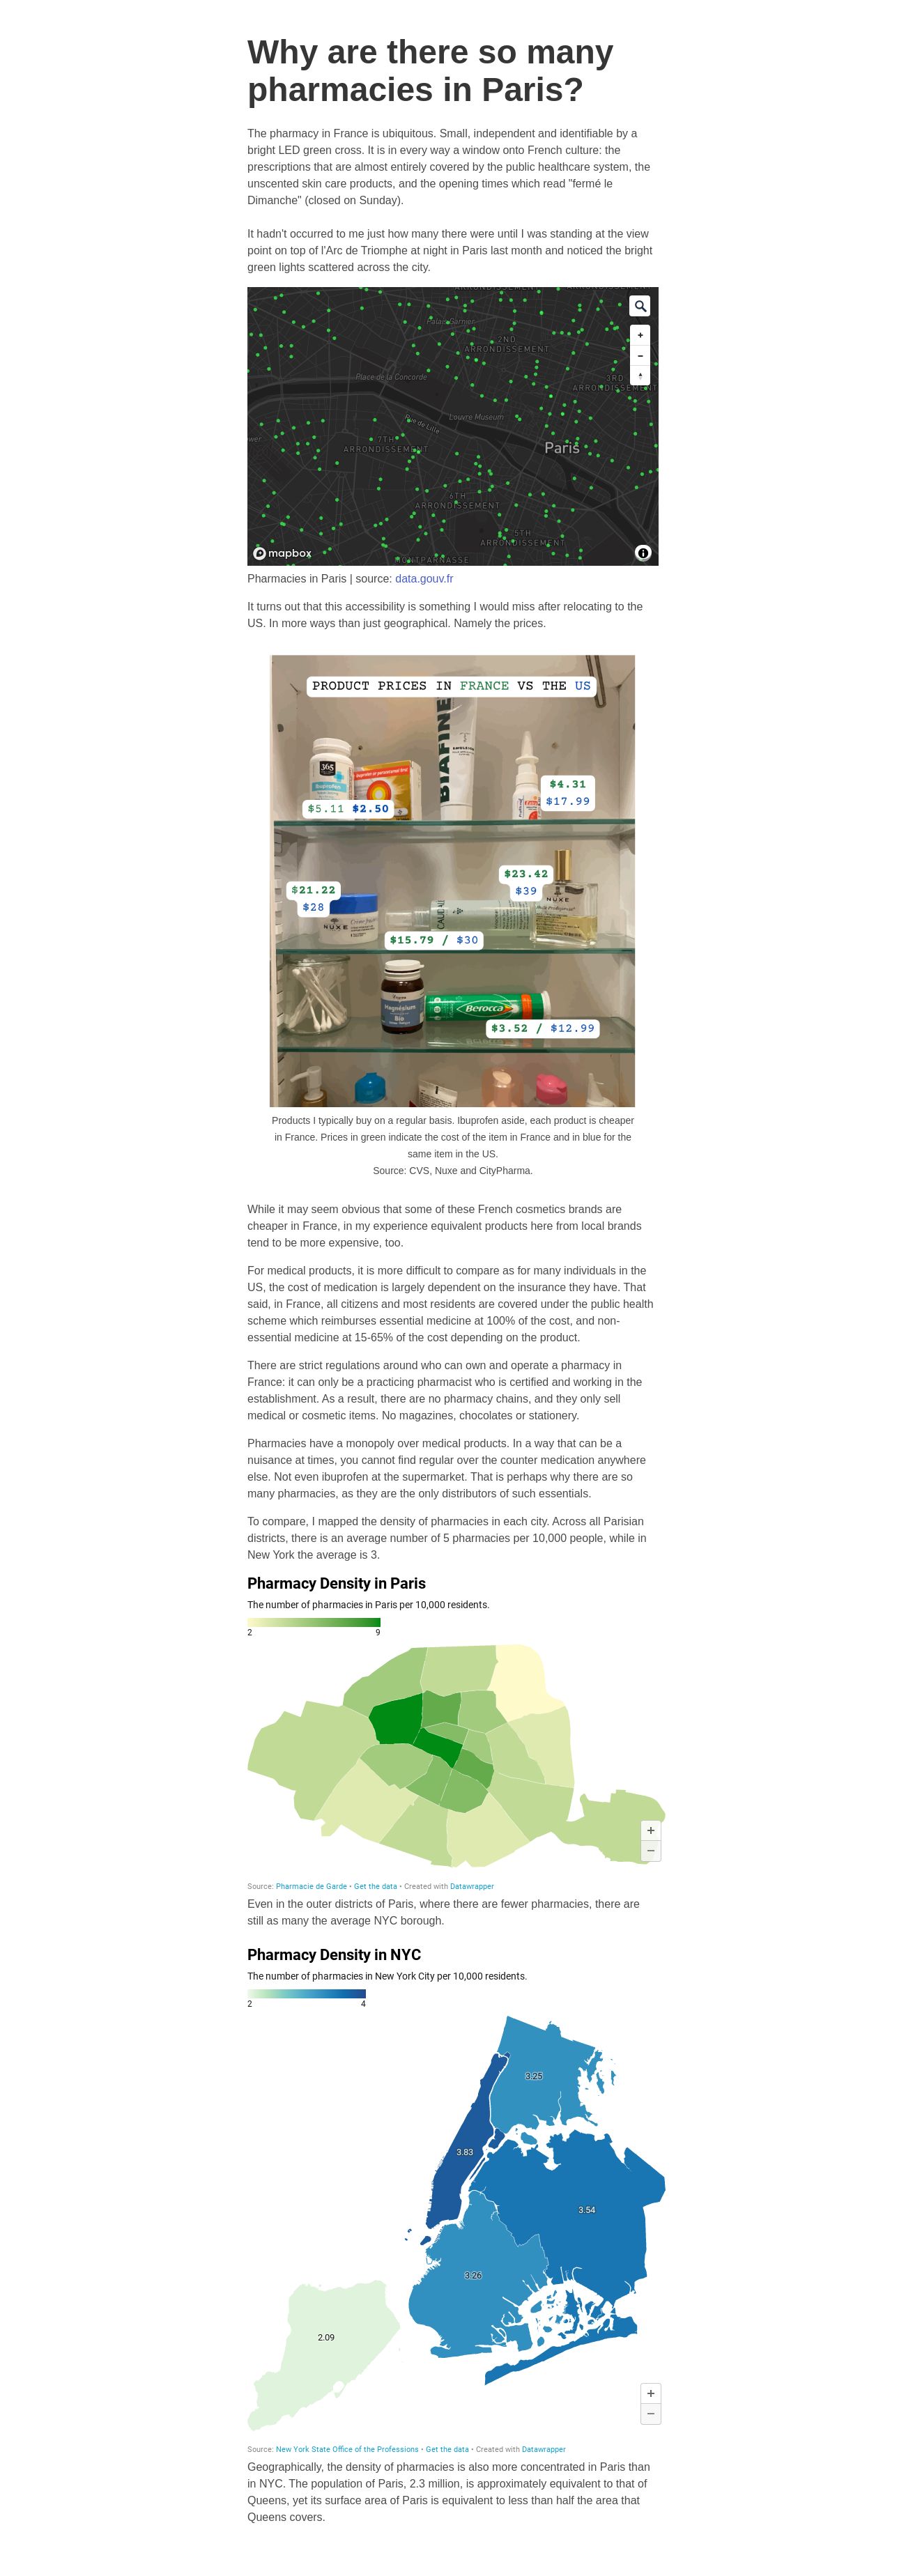 Why are there so many
pharmacies in Paris?
The pharmacy in France is ubiquitous. Small, independent and identifiable by a
bright LED green cross. It is in every way a window onto French culture: the
prescriptions that are almost entirely covered by the public healthcare system, the
unscented skin care products, and the opening times which read "fermé le
Dimanche" (closed on Sunday).
It hadn't occurred to me just how many there were until I was standing at the view
point on top of l'Arc de Triomphe at night in Paris last month and noticed the bright
green lights scattered across the city.
Palais Garnier
2ND
ARRONDISSEMENT
Place de la Concorde
3RD
ARRONDISSEMENT
Rue de Lille
Louvre Museum
7TH
ARRONDISSEMENT
Paris
6TH
ARRONDISSEMENT
5TH
ARRONDISSEMENT
mapbox
MONTPARNASSE
Pharmacies in Paris | source: data.gouv.fr
It turns out that this accessibility is something I would miss after relocating to the
US. In more ways than just geographical. Namely the prices.
PRODUCT PRICES IN FRANCE VS THE US
BIAFINE
365
$4.31
$17.99
$5.11 $2.50
$23.42
$39
$21.22
$28
NUXE
NUXE
$15.79 / $30
Magnésium
Bio
Berocca
$3.52 / $12.99
Products I typically buy on a regular basis. Ibuprofen aside, each product is cheaper
in France. Prices in green indicate the cost of the item in France and in blue for the
same item in the US.
Source: CVS, Nuxe and CityPharma.
While it may seem obvious that some of these French cosmetics brands are
cheaper in France, in my experience equivalent products here from local brands
tend to be more expensive, too.
For medical products, it is more difficult to compare as for many individuals in the
US, the cost of medication is largely dependent on the insurance they have. That
said, in France, all citizens and most residents are covered under the public health
scheme which reimburses essential medicine at 100% of the cost, and non-
essential medicine at 15-65% of the cost depending on the product.
There are strict regulations around who can own and operate a pharmacy in
France: it can only be a practicing pharmacist who is certified and working in the
establishment. As a result, there are no pharmacy chains, and they only sell
medical or cosmetic items. No magazines, chocolates or stationery.
Pharmacies have a monopoly over medical products. In a way that can be a
nuisance at times, you cannot find regular over the counter medication anywhere
else. Not even ibuprofen at the supermarket. That is perhaps why there are so
many pharmacies, as they are the only distributors of such essentials.
To compare, I mapped the density of pharmacies in each city. Across all Parisian
districts, there is an average number of 5 pharmacies per 10,000 people, while in
New York the average is 3.
Pharmacy Density in Paris
The number of pharmacies in Paris per 10,000 residents.
2 9
Source: Pharmacie de Garde • Get the data • Created with Datawrapper
Even in the outer districts of Paris, where there are fewer pharmacies, there are
still as many the average NYC borough.
Pharmacy Density in NYC
The number of pharmacies in New York City per 10,000 residents.
2 4
3.25
3.83
3.54
3.26
2.09
Source: New York State Office of the Professions • Get the data • Created with Datawrapper
Geographically, the density of pharmacies is also more concentrated in Paris than
in NYC. The population of Paris, 2.3 million, is approximately equivalent to that of
Queens, yet its surface area of Paris is equivalent to less than half the area that
Queens covers.